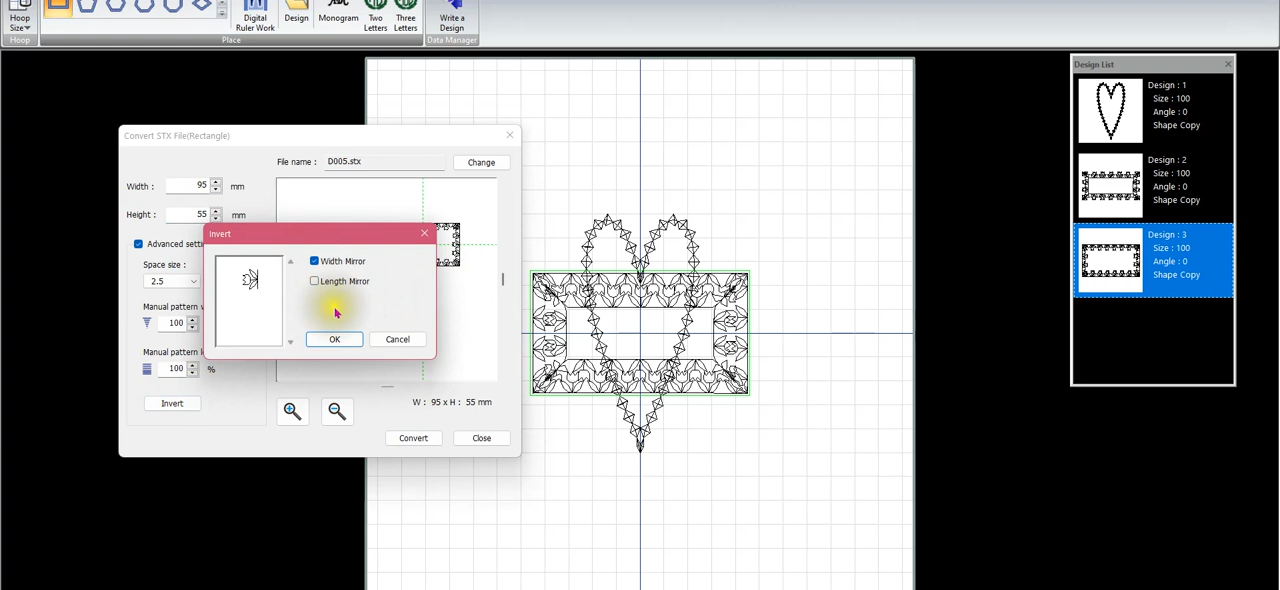 Hoop
Size
Hoop
Digital
Ruler Work
Design
Monogram
Two
Letters
Three
Letters
Place
Write a
Design
Data Manager
Convert STX File(Rectangle)
File name : D005.stx Change
Width : 95 mm
Height : 55 mm
Space size :
2.5
Manual pattern
100
100 %
Invert
W : 95 x H : 55 mm
Convert Close
Invert
Width Mirror
Length Mirror
OK Cancel
Design List
Design : 1
Size : 100
Angle : 0
Shape Copy
Design : 2
Size : 100
Angle : 0
Shape Copy
Design : 3
Size : 100
Angle : 0
Shape Copy